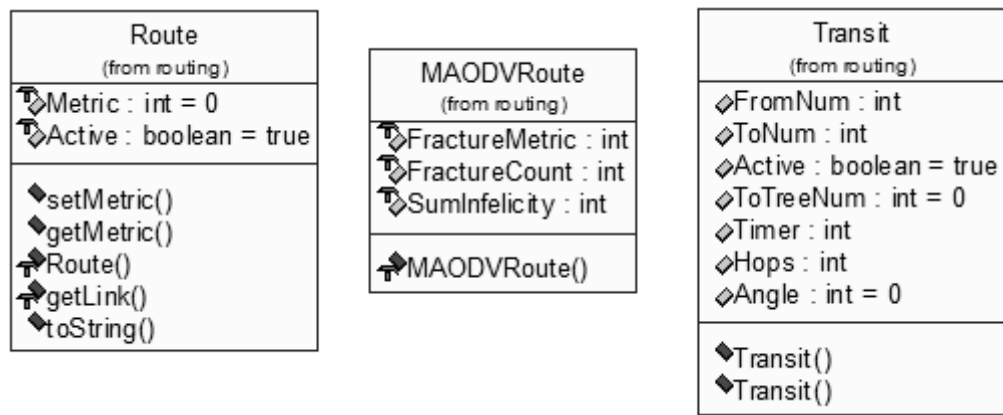 Route
(from routing)
Metric : int = 0
Active : boolean = true
setMetric()
getMetric()
Route()
getLink()
toString()
MAODVRoute
(from routing)
FractureMetric : int
FractureCount : int
SumInfelicity : int
MAODVRoute()
Transit
(from routing)
FromNum : int
ToNum : int
Active : boolean = true
ToTreeNum : int = 0
Timer : int
Hops : int
Angle : int = 0
Transit()
Transit()